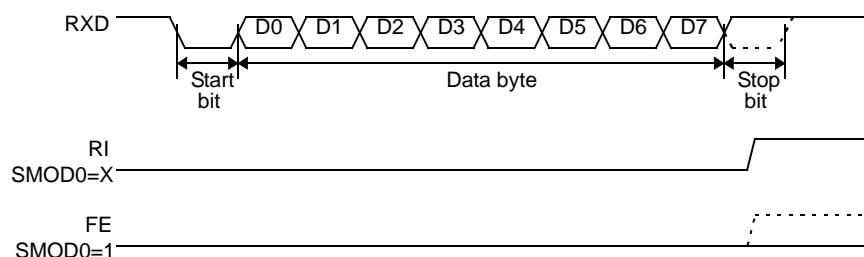 RXD
D0 D1 D2 D3 D4 D5 D6 D7
Start
bit
Data byte
Stop
bit
RI
SMOD0=X
FE
SMOD0=1